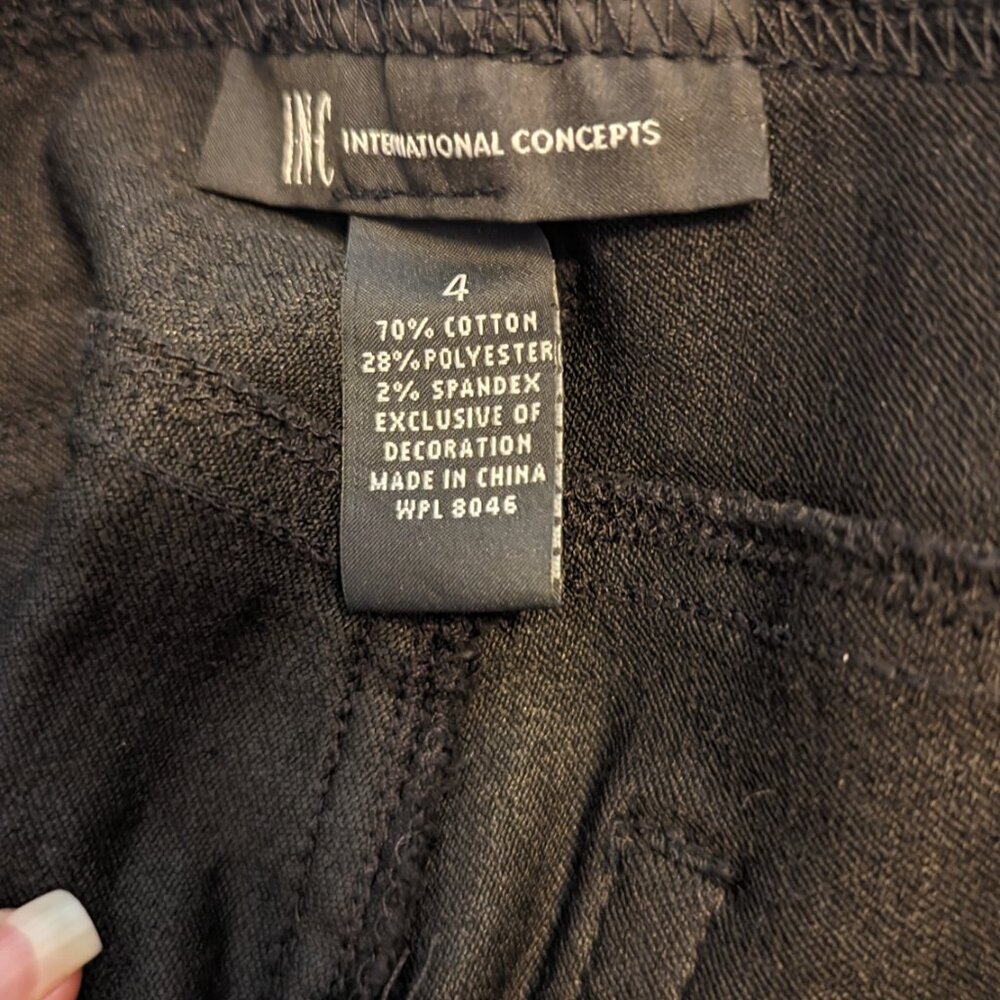 INC INTERNATIONAL CONCEPTS
4
70% COTTON
28% POLYESTER
2% SPANDEX
EXCLUSIVE OF
DECORATION
MADE IN CHINA
WPL 8046